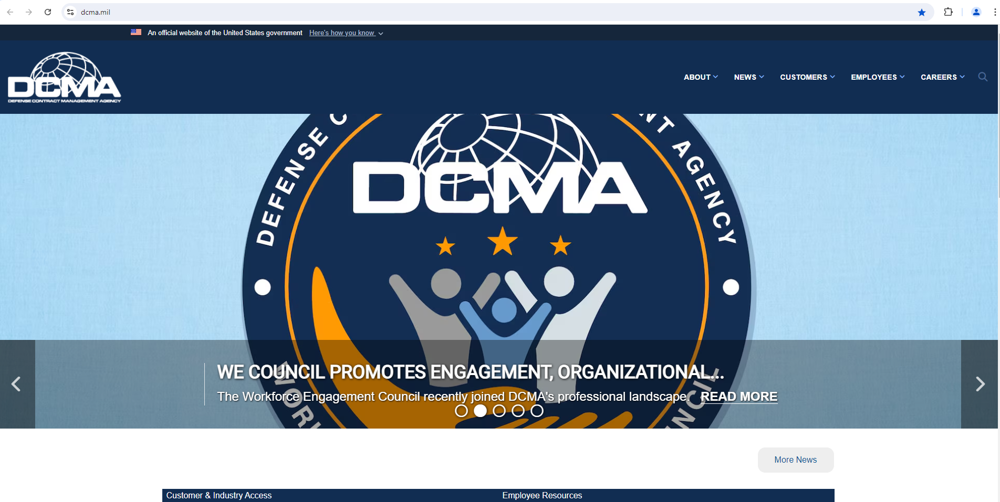 dcma.mil
An official website of the United States government Here's how you know
DCMA
DEFENSE CONTRACT MANAGEMENT AGENCY
ABOUT NEWS CUSTOMERS EMPLOYEES CAREERS
DEFENSE C
NT AGENCY
DCMA
WE COUNCIL PROMOTES ENGAGEMENT, ORGANIZATIONAL...
The Workforce Engagement Council recently joined DCMA's professional landscape. READ MORE
WORK
NCIL
More News
Customer & Industry Access Employee Resources